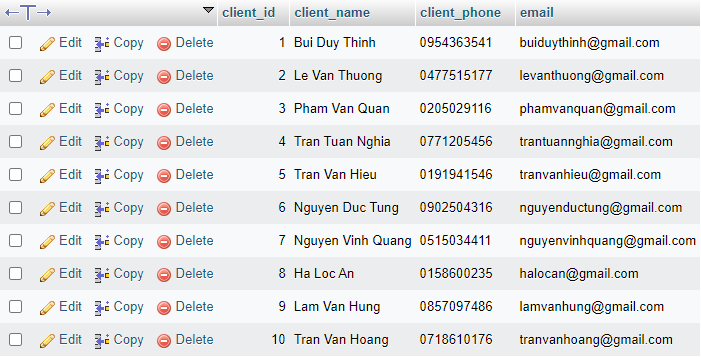 client_id client_name client_phone email
Edit Copy Delete 1 Bui Duy Thinh 0954363541 buiduythinh@gmail.com
Edit Copy Delete 2 Le Van Thuong 0477515177 levanthuong@gmail.com
Edit Copy Delete 3 Pham Van Quan 0205029116 phamvanquan@gmail.com
Edit Copy Delete 4 Tran Tuan Nghia 0771205456 trantuannghia@gmail.com
Edit Copy Delete 5 Tran Van Hieu 0191941546 tranvanhieu@gmail.com
Edit Copy Delete 6 Nguyen Duc Tung 0902504316 nguyenductung@gmail.com
Edit Copy Delete 7 Nguyen Vinh Quang 0515034411 nguyenvinhquang@gmail.com
Edit Copy Delete 8 Ha Loc An 0158600235 halocan@gmail.com
Edit Copy Delete 9 Lam Van Hung 0857097486 lamvanhung@gmail.com
Edit Copy Delete 10 Tran Van Hoang 0718610176 tranvanhoang@gmail.com